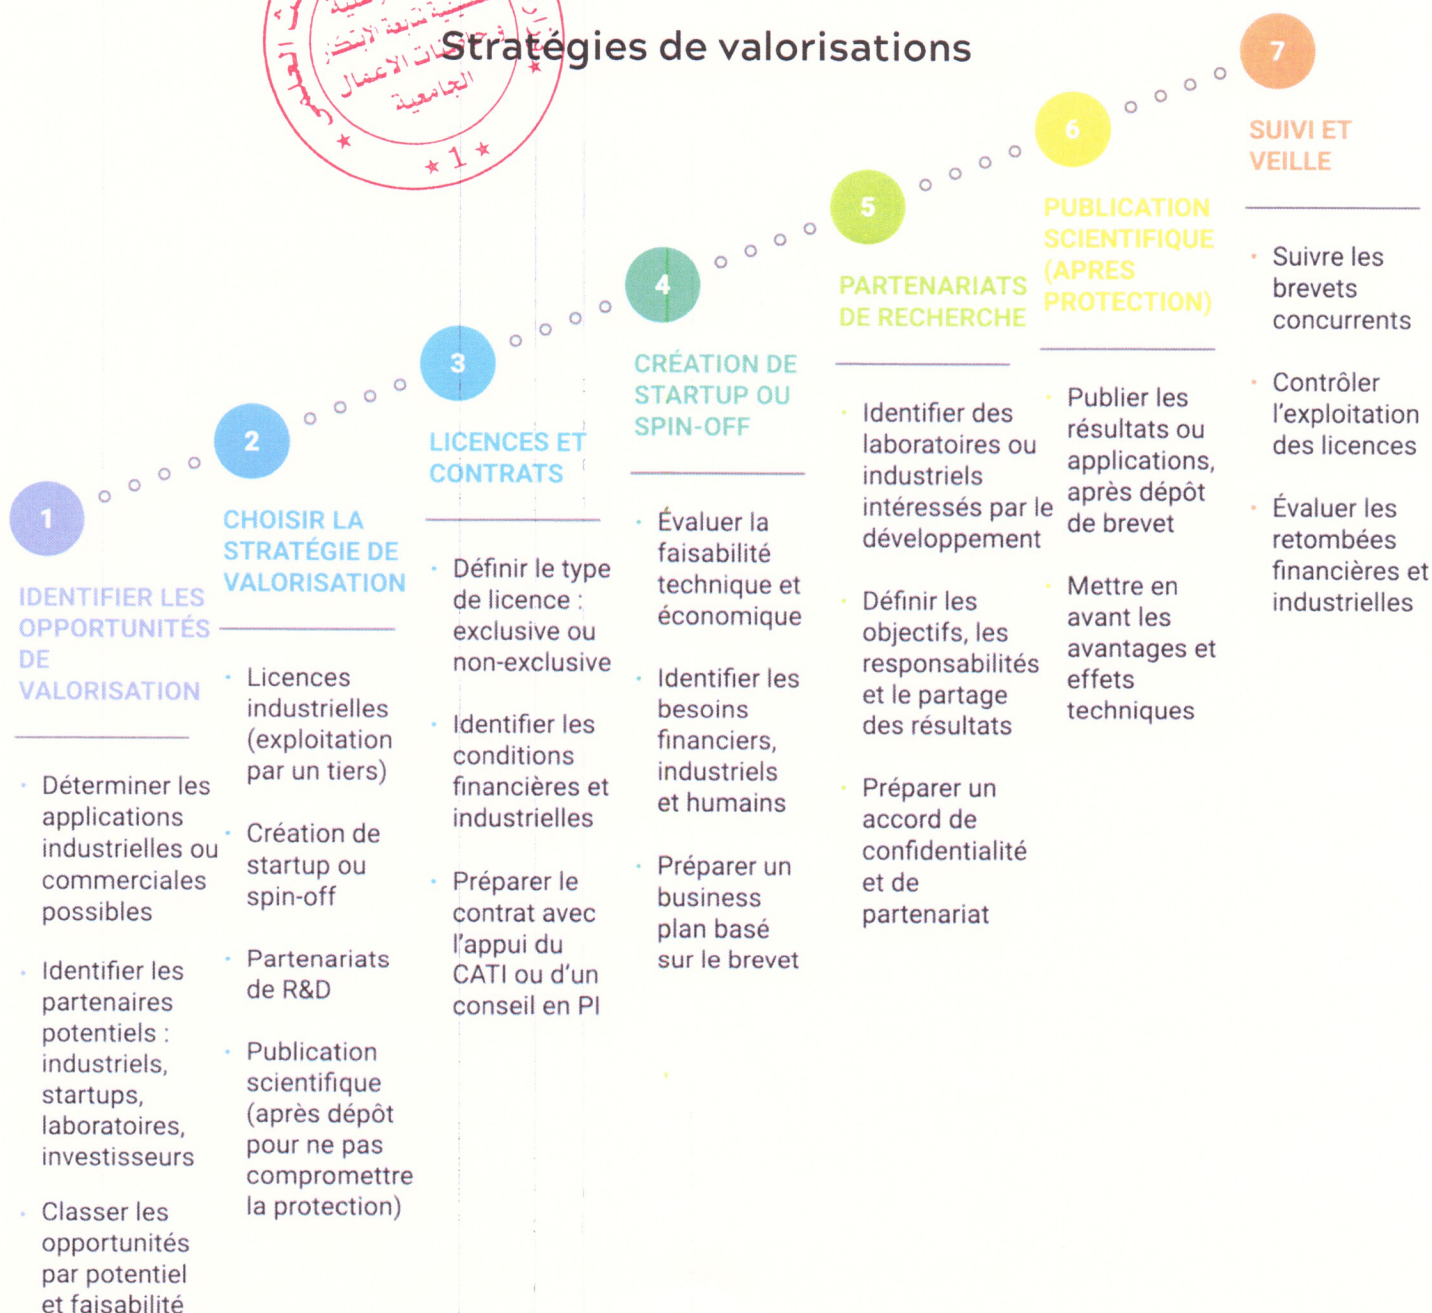 Stratégies de valorisations
و حاضنات الاعمال
الجامعية
★ 1 ★
1
IDENTIFIER LES
OPPORTUNITÉS
DE
VALORISATION
• Déterminer les
applications
industrielles ou
commerciales
possibles
• Identifier les
partenaires
potentiels :
industriels,
startups,
laboratoires,
investisseurs
• Classer les
opportunités
par potentiel
et faisabilité
2
CHOISIR LA
STRATÉGIE DE
VALORISATION
• Licences
industrielles
(exploitation
par un tiers)
• Création de
startup ou
spin-off
• Partenariats
de R&D
• Publication
scientifique
(après dépôt
pour ne pas
compromettre
la protection)
3
LICENCES ET
CONTRATS
• Définir le type
de licence :
exclusive ou
non-exclusive
• Identifier les
conditions
financières et
industrielles
• Préparer le
contrat avec
l'appui du
CATI ou d'un
conseil en PI
4
CRÉATION DE
STARTUP OU
SPIN-OFF
• Évaluer la
faisabilité
technique et
économique
• Identifier les
besoins
financiers,
industriels
et humains
• Préparer un
business
plan basé
sur le brevet
5
PARTENARIATS
DE RECHERCHE
• Identifier des
laboratoires ou
industriels
intéressés par le
développement
• Définir les
objectifs, les
responsabilités
et le partage
des résultats
• Préparer un
accord de
confidentialité
et de
partenariat
6
PUBLICATION
SCIENTIFIQUE
(APRES
PROTECTION)
• Publier les
résultats ou
applications,
après dépôt
de brevet
• Mettre en
avant les
avantages et
effets
techniques
7
SUIVI ET
VEILLE
• Suivre les
brevets
concurrents
• Contrôler
l'exploitation
des licences
• Évaluer les
retombées
financières et
industrielles